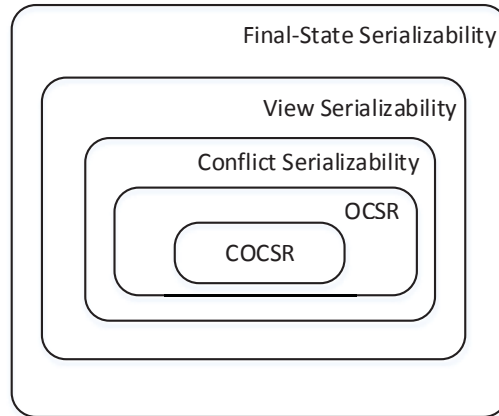 Final-State Serializability
View Serializability
Conflict Serializability
OCSR
COCSR